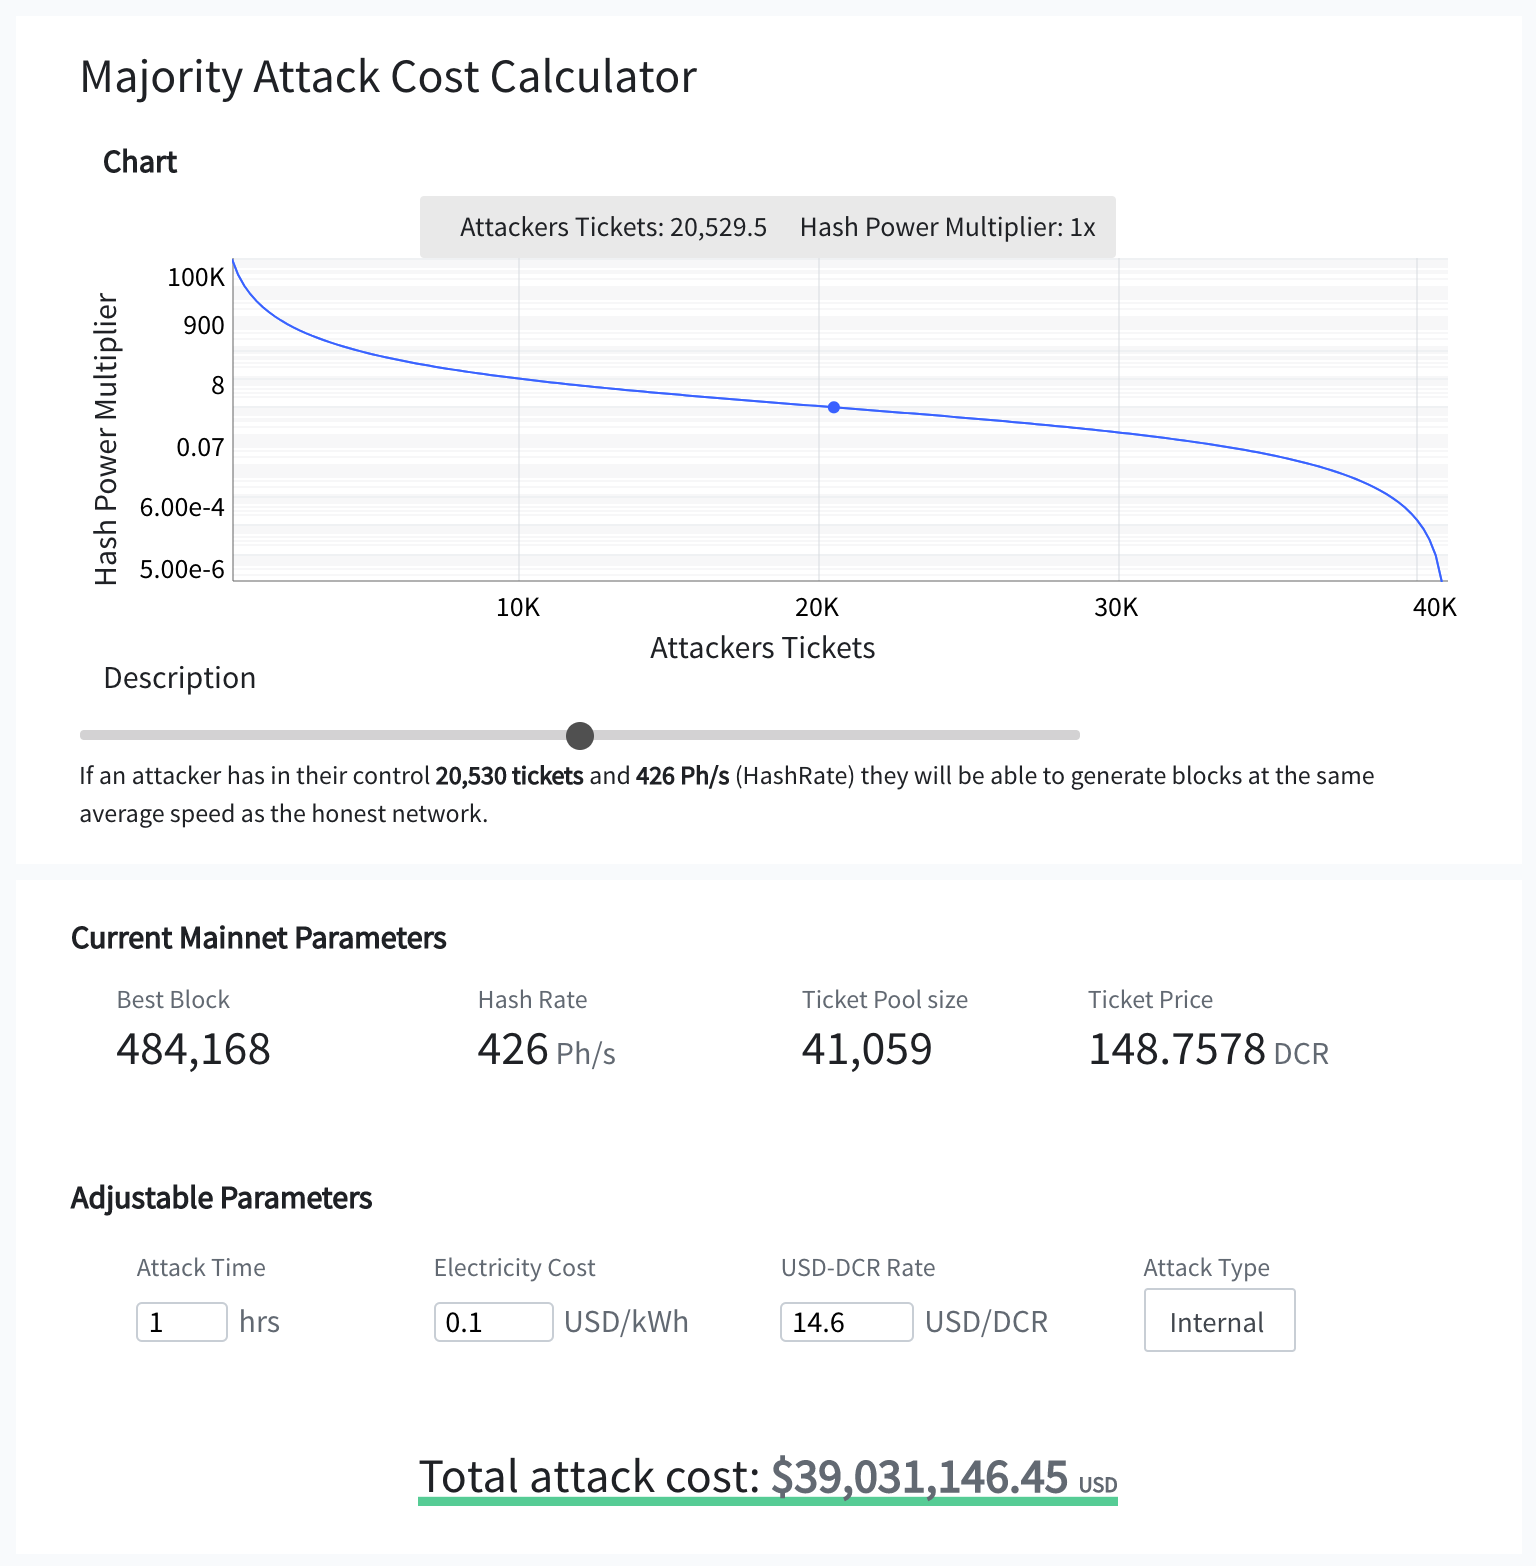 Majority Attack Cost Calculator
Chart
Attackers Tickets: 20,529.5 Hash Power Multiplier: 1x
Hash Power Multiplier
100K
900
8
0.07
6.00e-4
5.00e-6
10K 20K 30K 40K
Attackers Tickets
Description
If an attacker has in their control 20,530 tickets and 426 Ph/s (HashRate) they will be able to generate blocks at the same
average speed as the honest network.
Current Mainnet Parameters
Best Block Hash Rate Ticket Pool size Ticket Price
484,168 426 Ph/s 41,059 148.7578 DCR
Adjustable Parameters
Attack Time Electricity Cost USD-DCR Rate Attack Type
1 hrs 0.1 USD/kWh 14.6 USD/DCR Internal
Total attack cost: $39,031,146.45 USD